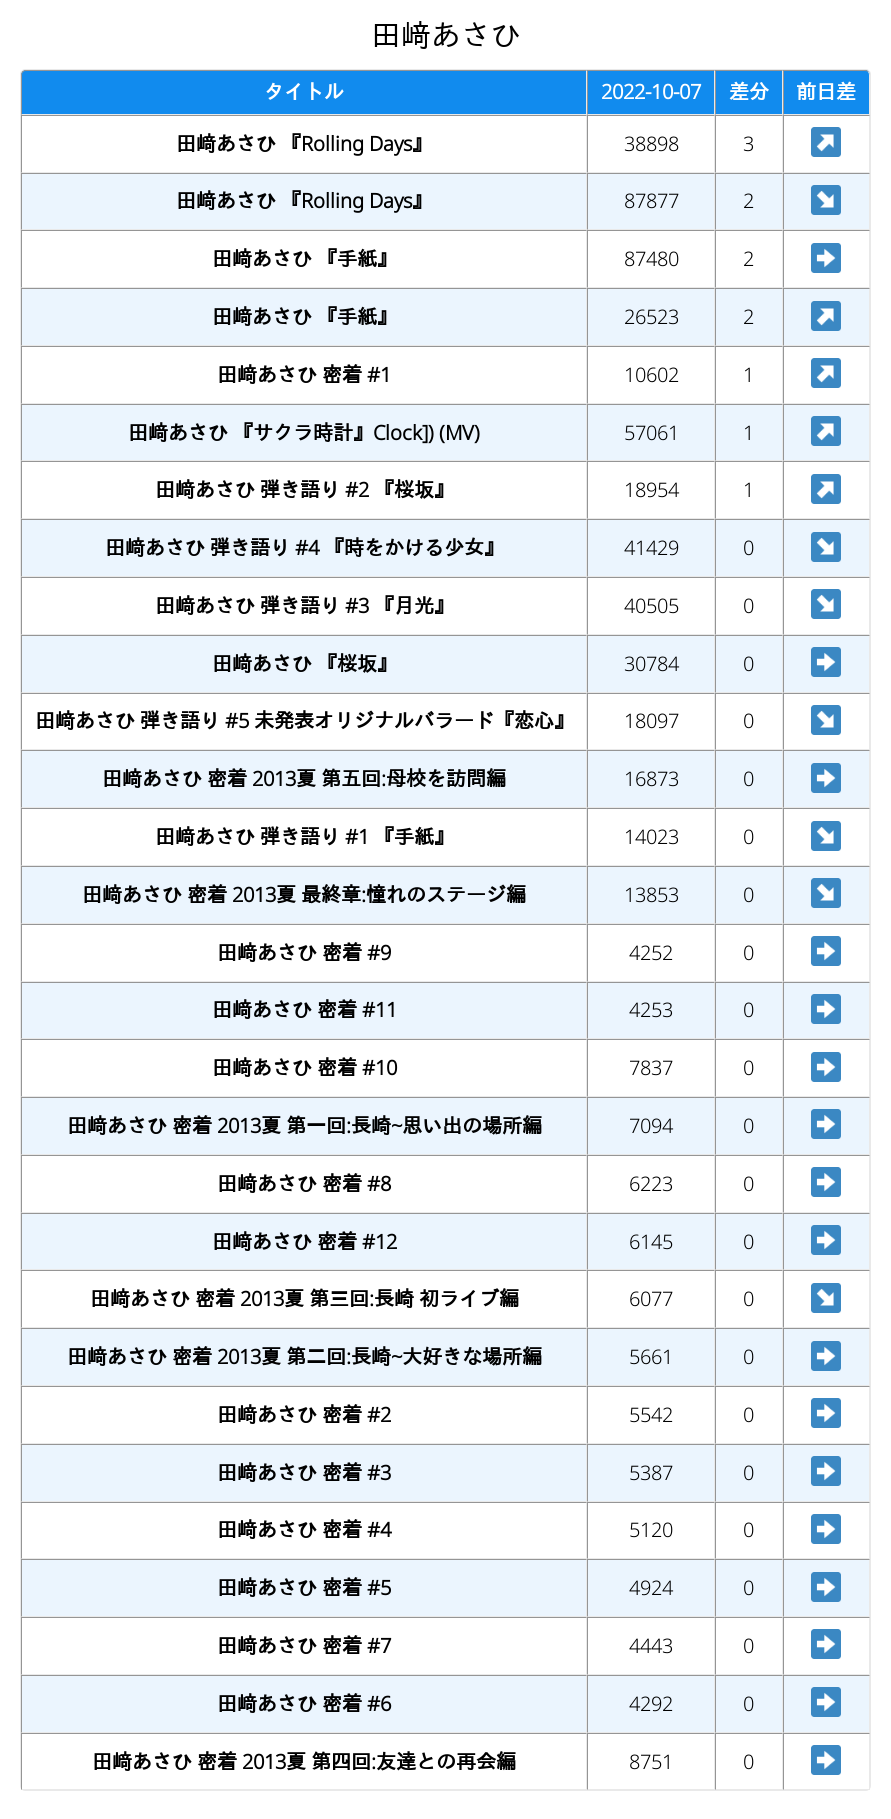 田﨑あさひ
タイトル 2022-10-07 差分 前日差
田﨑あさひ 『Rolling Days』 38898 3 ↗
田﨑あさひ 『Rolling Days』 87877 2 ↘
田﨑あさひ 『手紙』 87480 2 ➡
田﨑あさひ 『手紙』 26523 2 ↗
田﨑あさひ 密着 #1 10602 1 ↗
田﨑あさひ 『サクラ時計』Clock]) (MV) 57061 1 ↗
田﨑あさひ 弾き語り #2 『桜坂』 18954 1 ↗
田﨑あさひ 弾き語り #4 『時をかける少女』 41429 0 ↘
田﨑あさひ 弾き語り #3 『月光』 40505 0 ↘
田﨑あさひ 『桜坂』 30784 0 ➡
田﨑あさひ 弾き語り #5 未発表オリジナルバラード『恋心』 18097 0 ↘
田﨑あさひ 密着 2013夏 第五回:母校を訪問編 16873 0 ➡
田﨑あさひ 弾き語り #1 『手紙』 14023 0 ↘
田﨑あさひ 密着 2013夏 最終章:憧れのステージ編 13853 0 ↘
田﨑あさひ 密着 #9 4252 0 ➡
田﨑あさひ 密着 #11 4253 0 ➡
田﨑あさひ 密着 #10 7837 0 ➡
田﨑あさひ 密着 2013夏 第一回:長崎~思い出の場所編 7094 0 ➡
田﨑あさひ 密着 #8 6223 0 ➡
田﨑あさひ 密着 #12 6145 0 ➡
田﨑あさひ 密着 2013夏 第三回:長崎 初ライブ編 6077 0 ↘
田﨑あさひ 密着 2013夏 第二回:長崎~大好きな場所編 5661 0 ➡
田﨑あさひ 密着 #2 5542 0 ➡
田﨑あさひ 密着 #3 5387 0 ➡
田﨑あさひ 密着 #4 5120 0 ➡
田﨑あさひ 密着 #5 4924 0 ➡
田﨑あさひ 密着 #7 4443 0 ➡
田﨑あさひ 密着 #6 4292 0 ➡
田﨑あさひ 密着 2013夏 第四回:友達との再会編 8751 0 ➡